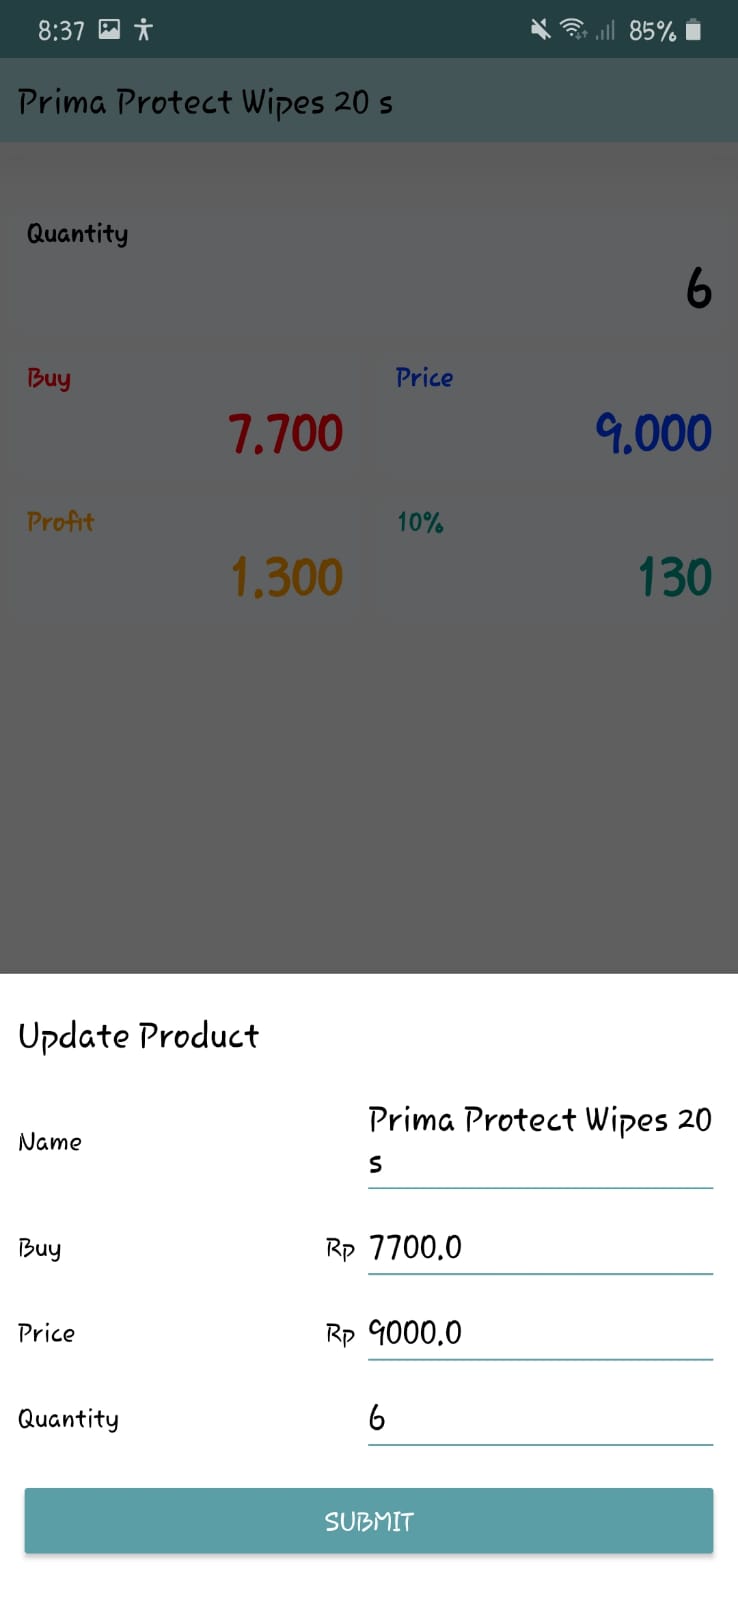 8:37
85%
Prima Protect Wipes 20 s
Quantity
6
Buy
Price
7.700
9.000
Profit
10%
1.300
130
Update Product
Name
Prima Protect Wipes 20
s
Buy
Rp 7700.0
Price
Rp 9000.0
Quantity
6
SUBMIT